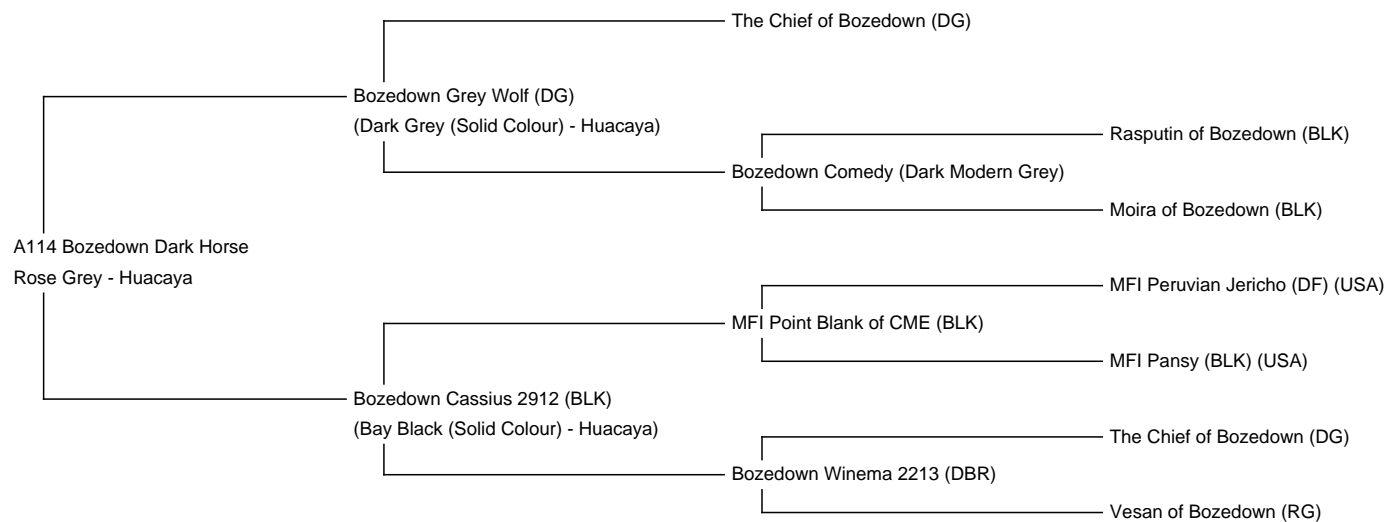 The Chief of Bozedown (DG)
Bozedown Grey Wolf (DG)
(Dark Grey (Solid Colour) - Huacaya)
Rasputin of Bozedown (BLK)
Bozedown Comedy (Dark Modern Grey)
Moira of Bozedown (BLK)
A114 Bozedown Dark Horse
Rose Grey - Huacaya
MFI Peruvian Jericho (DF) (USA)
MFI Point Blank of CME (BLK)
MFI Pansy (BLK) (USA)
Bozedown Cassius 2912 (BLK)
(Bay Black (Solid Colour) - Huacaya)
The Chief of Bozedown (DG)
Bozedown Winema 2213 (DBR)
Vesan of Bozedown (RG)